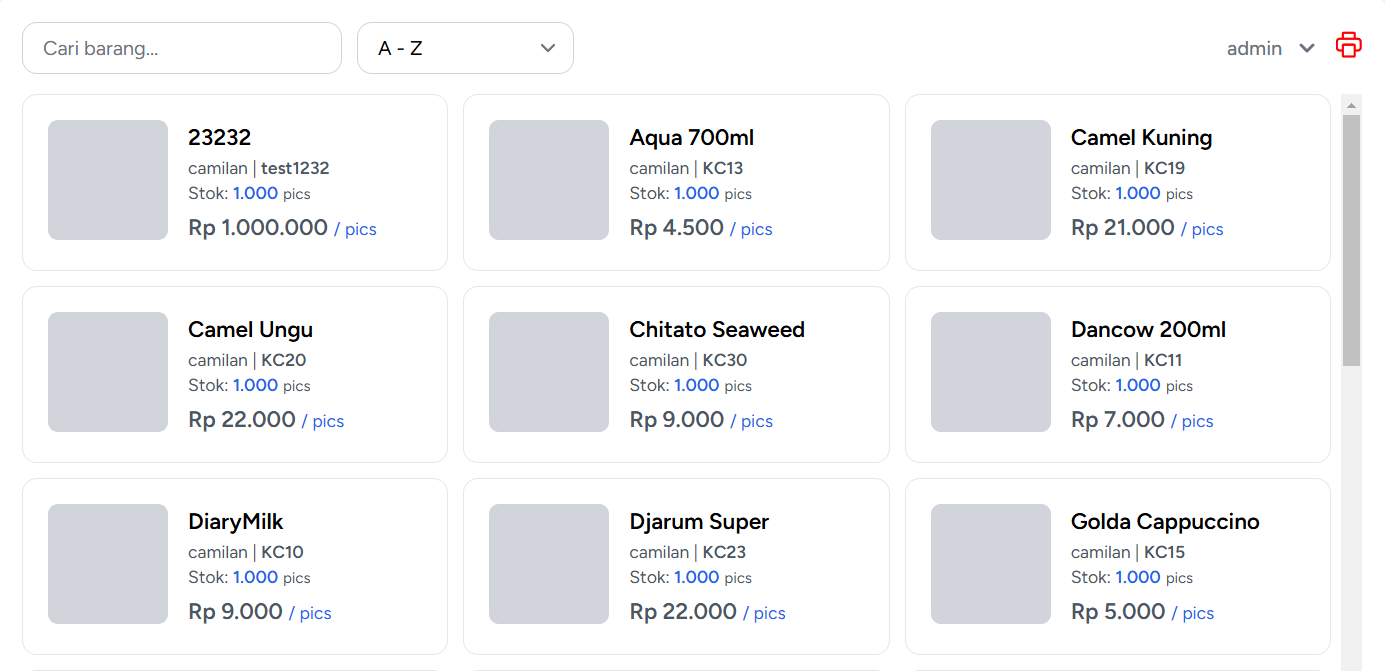 Cari barang...
A - Z
admin
23232
camilan | test1232
Stok: 1.000 pics
Rp 1.000.000 / pics
Aqua 700ml
camilan | KC13
Stok: 1.000 pics
Rp 4.500 / pics
Camel Kuning
camilan | KC19
Stok: 1.000 pics
Rp 21.000 / pics
Camel Ungu
camilan | KC20
Stok: 1.000 pics
Rp 22.000 / pics
Chitato Seaweed
camilan | KC30
Stok: 1.000 pics
Rp 9.000 / pics
Dancow 200ml
camilan | KC11
Stok: 1.000 pics
Rp 7.000 / pics
DiaryMilk
camilan | KC10
Stok: 1.000 pics
Rp 9.000 / pics
Djarum Super
camilan | KC23
Stok: 1.000 pics
Rp 22.000 / pics
Golda Cappuccino
camilan | KC15
Stok: 1.000 pics
Rp 5.000 / pics